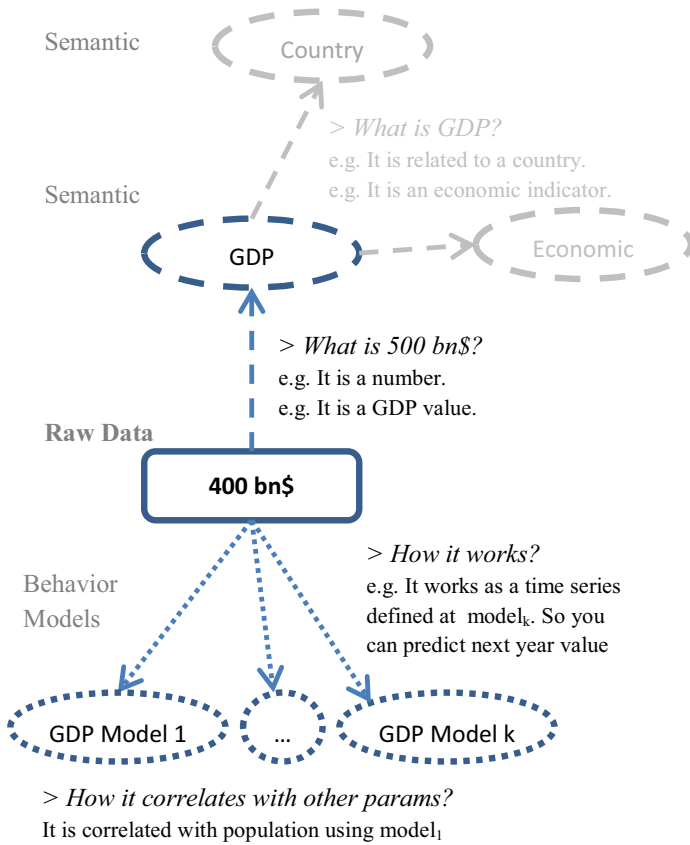 Semantic
Country
> What is GDP?
e.g. It is related to a country.
e.g. It is an economic indicator.
Semantic
GDP
Economic
> What is 500 bn$?
e.g. It is a number.
e.g. It is a GDP value.
Raw Data
400 bn$
> How it works?
e.g. It works as a time series
defined at modelₖ. So you
can predict next year value
Behavior
Models
GDP Model 1
...
GDP Model k
> How it correlates with other params?
It is correlated with population using model₁